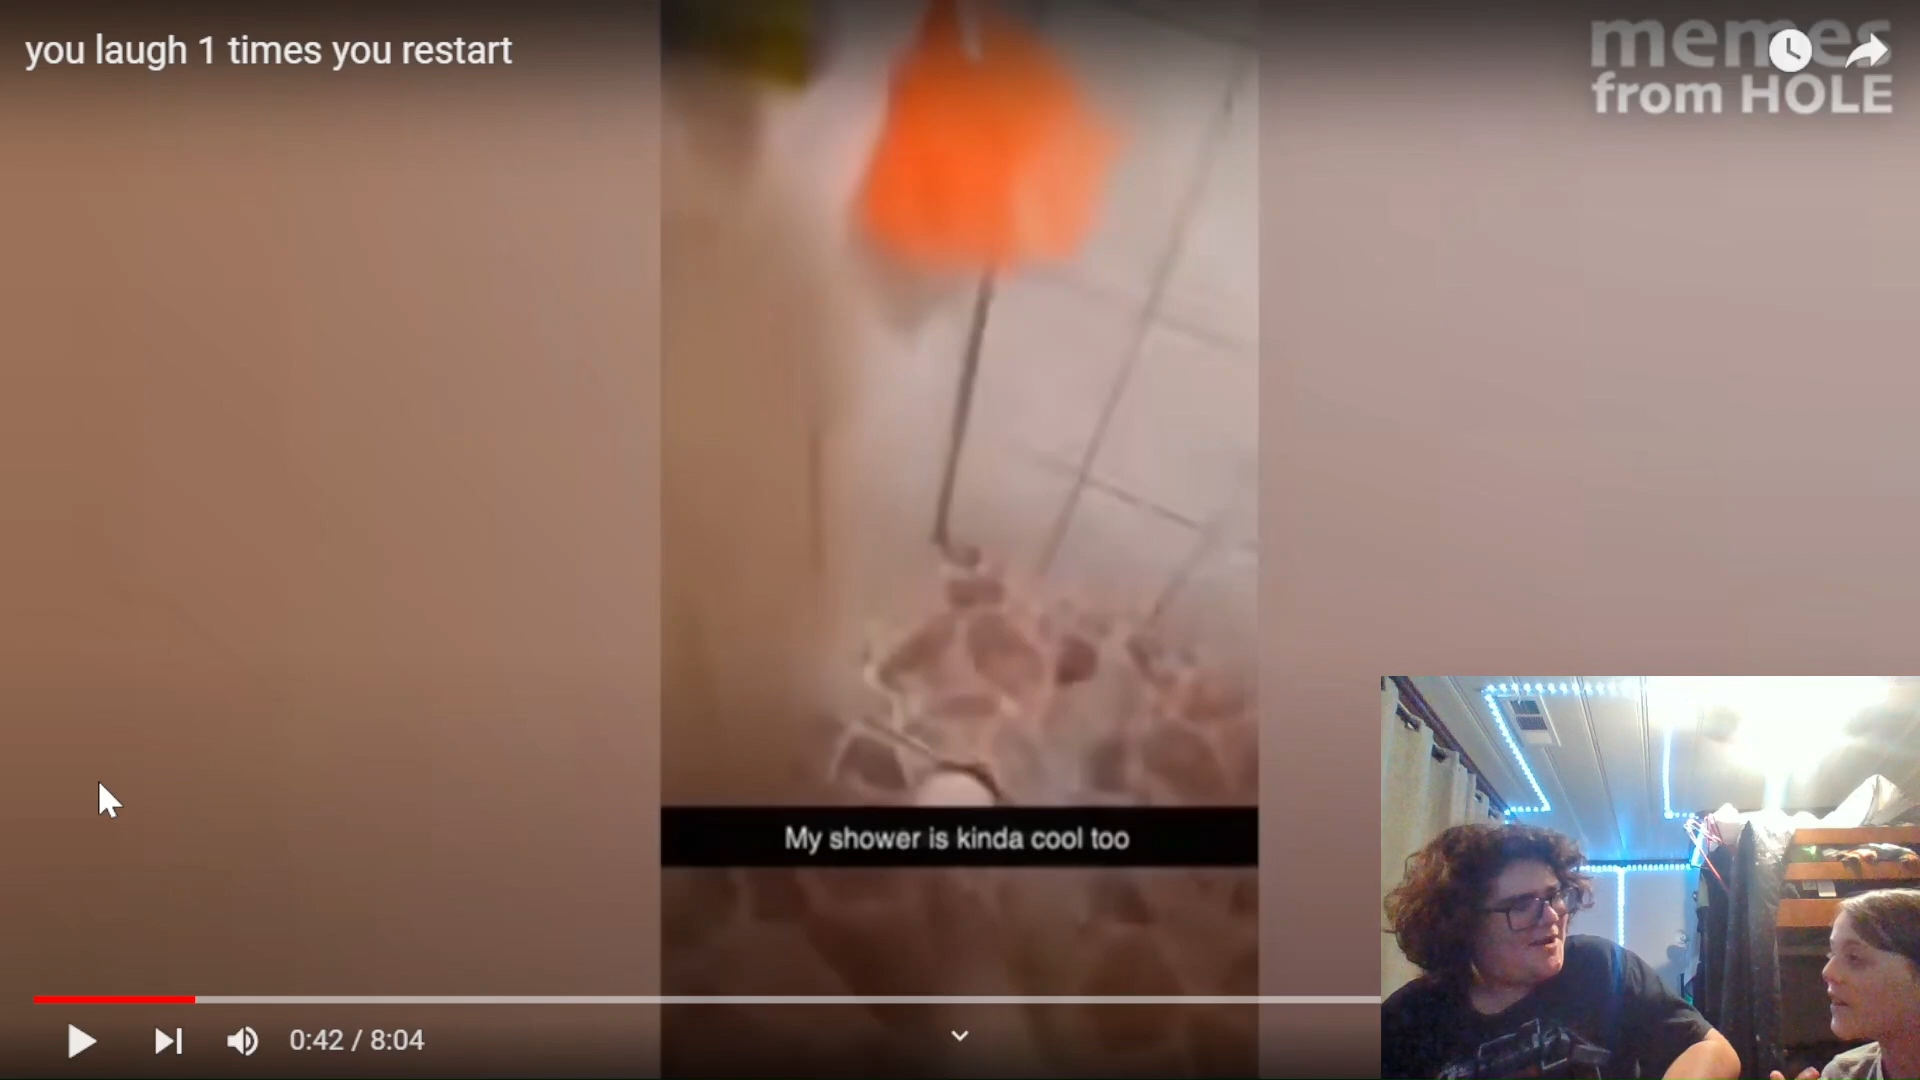 you laugh 1 times you restart
memes
from HOLE
My shower is kinda cool too
0:42 / 8:04